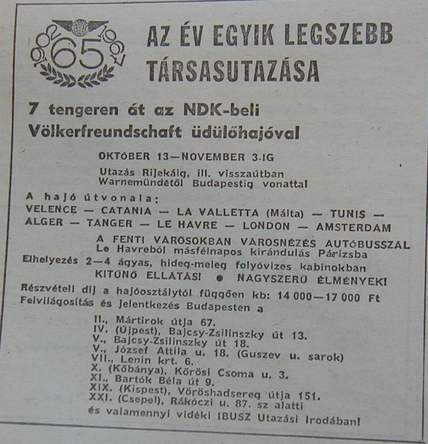 1902 65 1967
AZ ÉV EGYIK LEGSZEBB
TÁRSASUTAZÁSA
7 tengeren át az NDK-beli
Völkerfreundschaft üdülőhajóval
OKTÓBER 13—NOVEMBER 3-IG
Utazás Rijekáig, ill. visszaútban
Warnemündétől Budapestig vonattal
A hajó útvonala:
VELENCE — CATANIA — LA VALLETTA (Málta) — TUNIS —
ALGER — TANGER — LE HAVRE — LONDON — AMSTERDAM
A FENTI VÁROSOKBAN VÁROSNÉZÉS AUTÓBUSSZAL
Le Havreból másfélnapos kirándulás Párizsba
Elhelyezés 2—4 ágyas, hideg-meleg folyóvizes kabinokban
KITŰNŐ ELLÁTÁS! ● NAGYSZERŰ ÉLMÉNYEK!
Részvételi díj a hajóosztálytól függően kb: 14 000—17 000 Ft
Felvilágosítás és jelentkezés Budapesten a
II., Mártírok útja 67.
IV. (Újpest), Bajcsy-Zsilinszky út 13.
V., Bajcsy-Zsilinszky út 18.
V., József Attila u. 18. (Guszev u. sarok)
VII., Lenin krt. 6.
X. (Kőbánya), Kőrösi Csoma u. 3.
XI., Bartók Béla út 9.
XIX. (Kispest), Vöröshadsereg útja 151.
XXI. (Csepel), Rákóczi u. 87. sz alatti
és valamennyi vidéki IBUSZ Utazási Irodában!